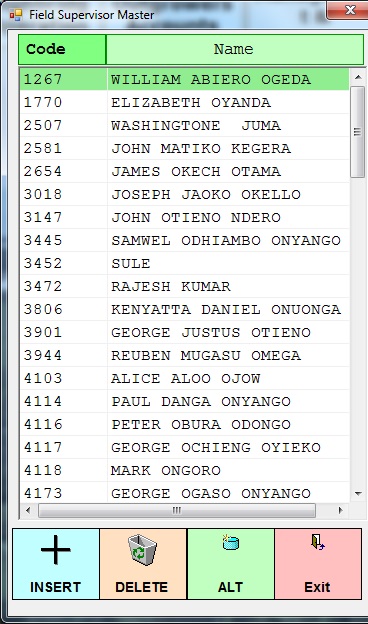 Field Supervisor Master
Code Name
1267 WILLIAM ABIERO OGEDA
1770 ELIZABETH OYANDA
2507 WASHINGTONE  JUMA
2581 JOHN MATIKO KEGERA
2654 JAMES OKECH OTAMA
3018 JOSEPH JAOKO OKELLO
3147 JOHN OTIENO NDERO
3445 SAMWEL ODHIAMBO ONYANGO
3452 SULE
3472 RAJESH KUMAR
3806 KENYATTA DANIEL ONUONGA
3901 GEORGE JUSTUS OTIENO
3944 REUBEN MUGASU OMEGA
4103 ALICE ALOO OJOW
4114 PAUL DANGA ONYANGO
4116 PETER OBURA ODONGO
4117 GEORGE OCHIENG OYIEKO
4118 MARK ONGORO
4173 GEORGE OGASO ONYANGO
INSERT DELETE ALT Exit